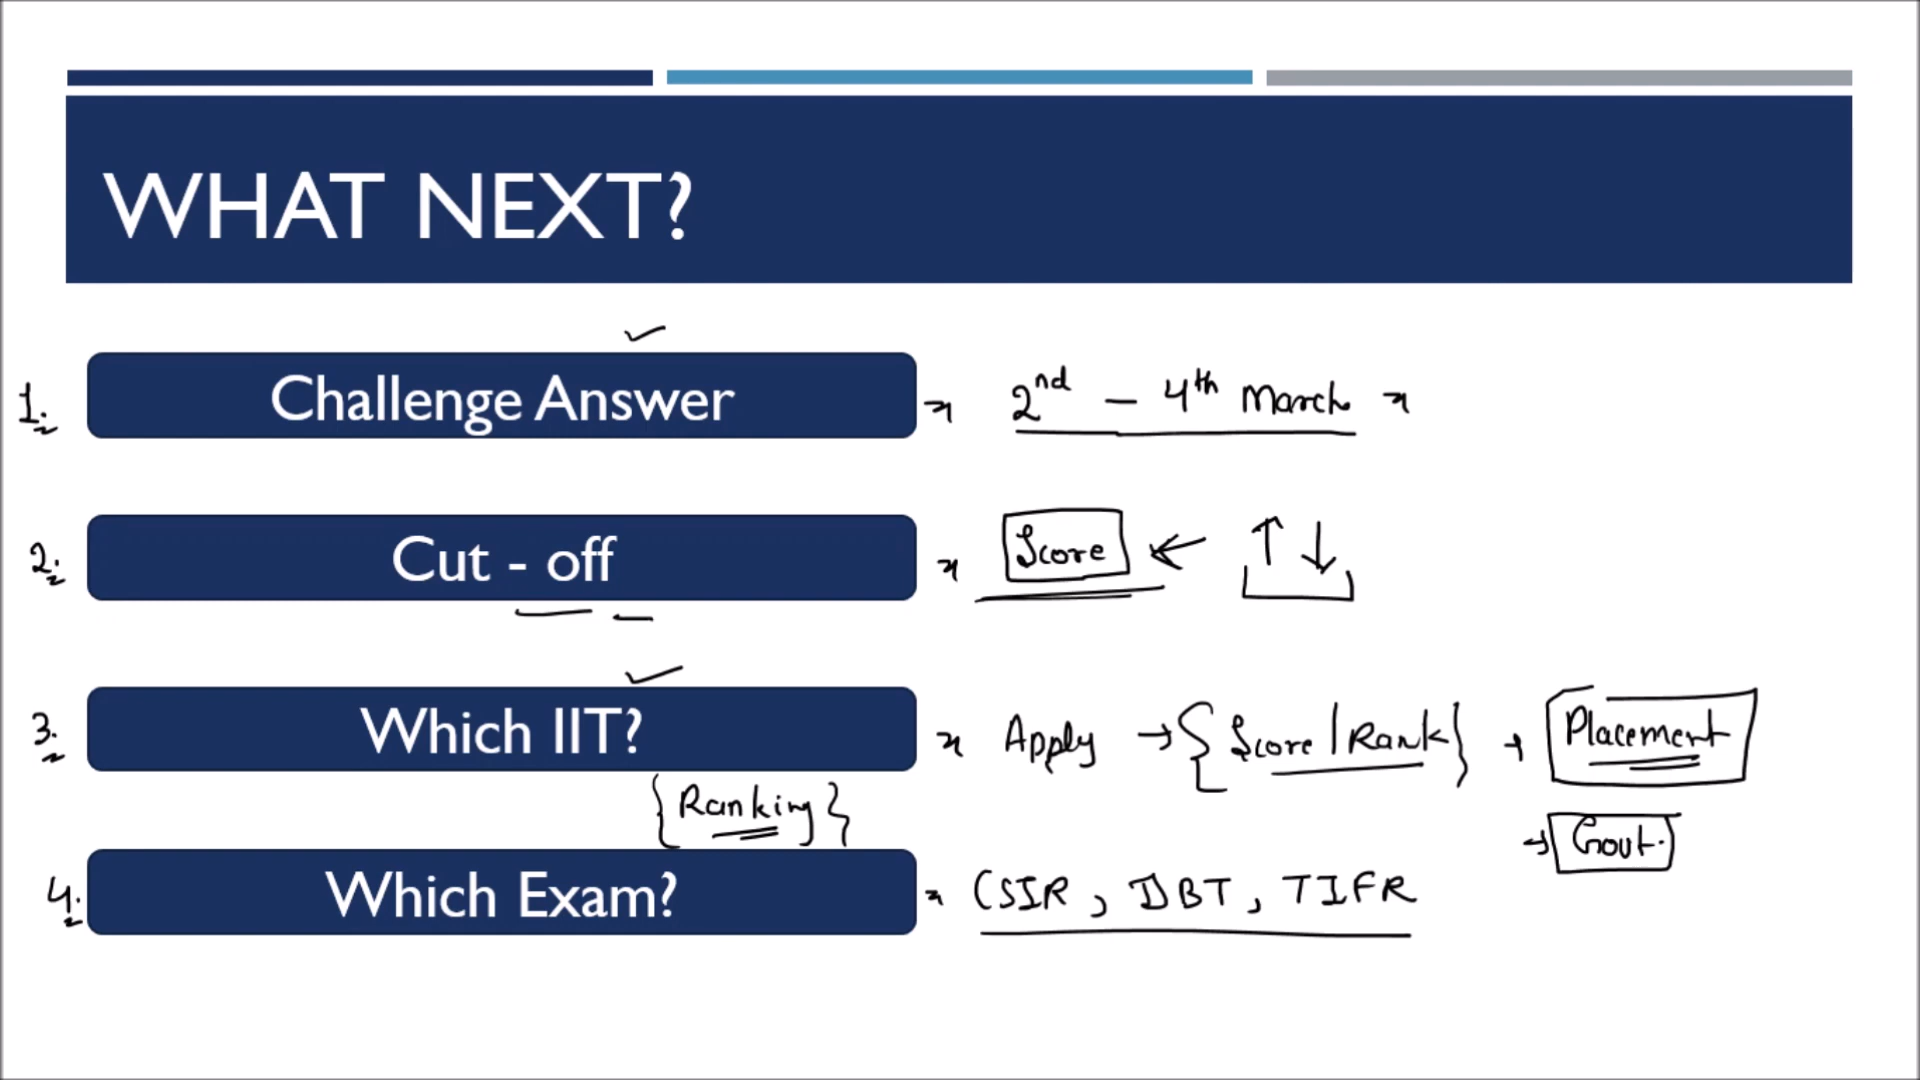 WHAT NEXT?
1. Challenge Answer → 2nd - 4th March →
2. Cut - off → Score ← ↑ ↓
3. Which IIT? → Apply → {Score | Rank} + Placement
{Ranking} → Govt.
4. Which Exam? → CSIR, DBT, TIFR